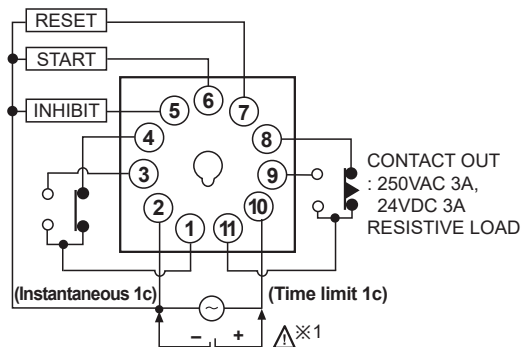 RESET
START
INHIBIT
6
5
7
4
8
3
9
2
10
1
11
CONTACT OUT
: 250VAC 3A,
24VDC 3A
RESISTIVE LOAD
(Instantaneous 1c)
(Time limit 1c)
~
− +
⚠※1